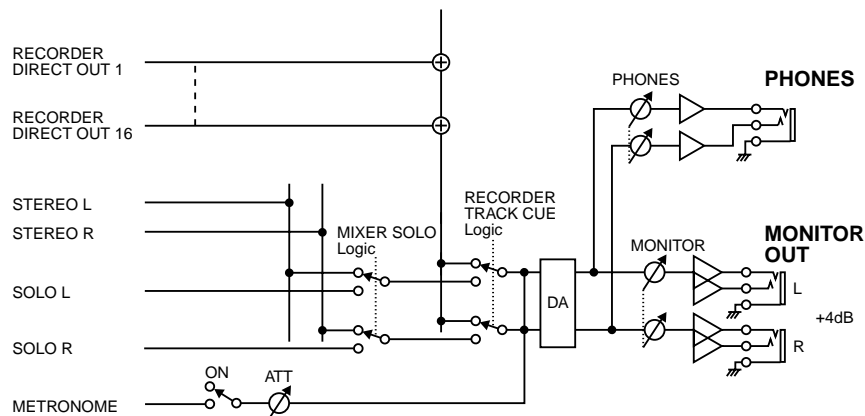 RECORDER
DIRECT OUT 1
RECORDER
DIRECT OUT 16
STEREO L
STEREO R
SOLO L
SOLO R
METRONOME
ON
ATT
MIXER SOLO
Logic
RECORDER
TRACK CUE
Logic
DA
PHONES
PHONES
MONITOR
MONITOR
OUT
L
+4dB
R